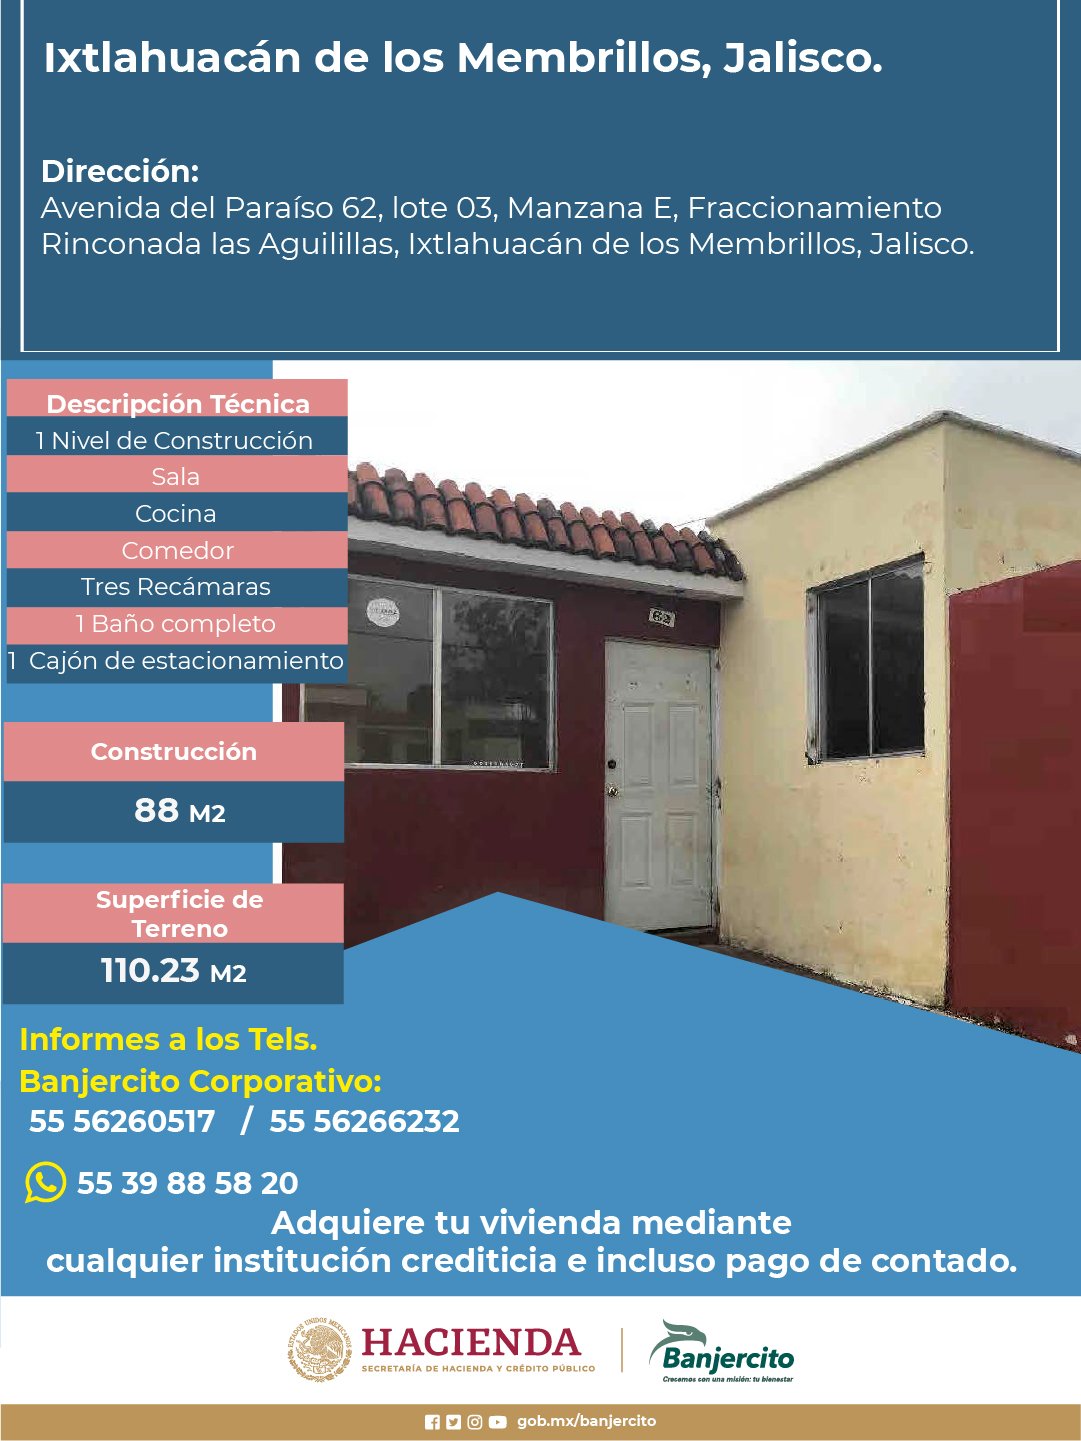 Ixtlahuacán de los Membrillos, Jalisco.
Dirección:
Avenida del Paraíso 62, lote 03, Manzana E, Fraccionamiento
Rinconada las Aguilillas, Ixtlahuacán de los Membrillos, Jalisco.
Descripción Técnica
1 Nivel de Construcción
Sala
Cocina
Comedor
Tres Recámaras
1 Baño completo
1 Cajón de estacionamiento
62
Construcción
88 M2
Superficie de
Terreno
110.23 M2
Informes a los Tels.
Banjercito Corporativo:
55 56260517 / 55 56266232
55 39 88 58 20
Adquiere tu vivienda mediante
cualquier institución crediticia e incluso pago de contado.
ESTADOS UNIDOS MEXICANOS
HACIENDA
SECRETARÍA DE HACIENDA Y CRÉDITO PÚBLICO
Banjercito
Crecemos con una misión: tu bienestar
gob.mx/banjercito